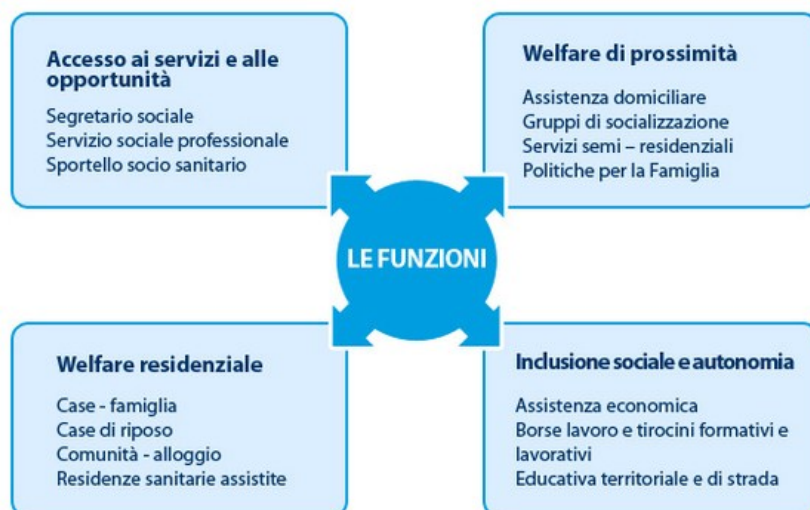 Accesso ai servizi e alle
opportunità
Segretario sociale
Servizio sociale professionale
Sportello socio sanitario
Welfare di prossimità
Assistenza domiciliare
Gruppi di socializzazione
Servizi semi – residenziali
Politiche per la Famiglia
LE FUNZIONI
Welfare residenziale
Case - famiglia
Case di riposo
Comunità - alloggio
Residenze sanitarie assistite
Inclusione sociale e autonomia
Assistenza economica
Borse lavoro e tirocini formativi e
lavorativi
Educativa territoriale e di strada